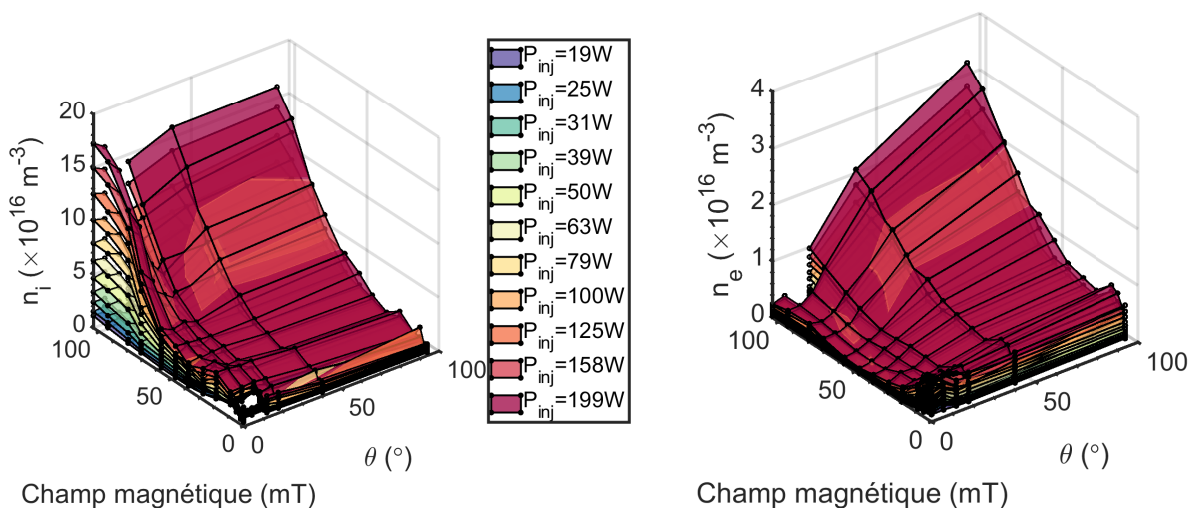 20
15
10
5
0
n_i (×10^16 m^-3)
100
50
0
0
50
100
θ (°)
Champ magnétique (mT)
P_inj=19W
P_inj=25W
P_inj=31W
P_inj=39W
P_inj=50W
P_inj=63W
P_inj=79W
P_inj=100W
P_inj=125W
P_inj=158W
P_inj=199W
4
3
2
1
0
n_e (×10^16 m^-3)
100
50
0
0
50
100
θ (°)
Champ magnétique (mT)